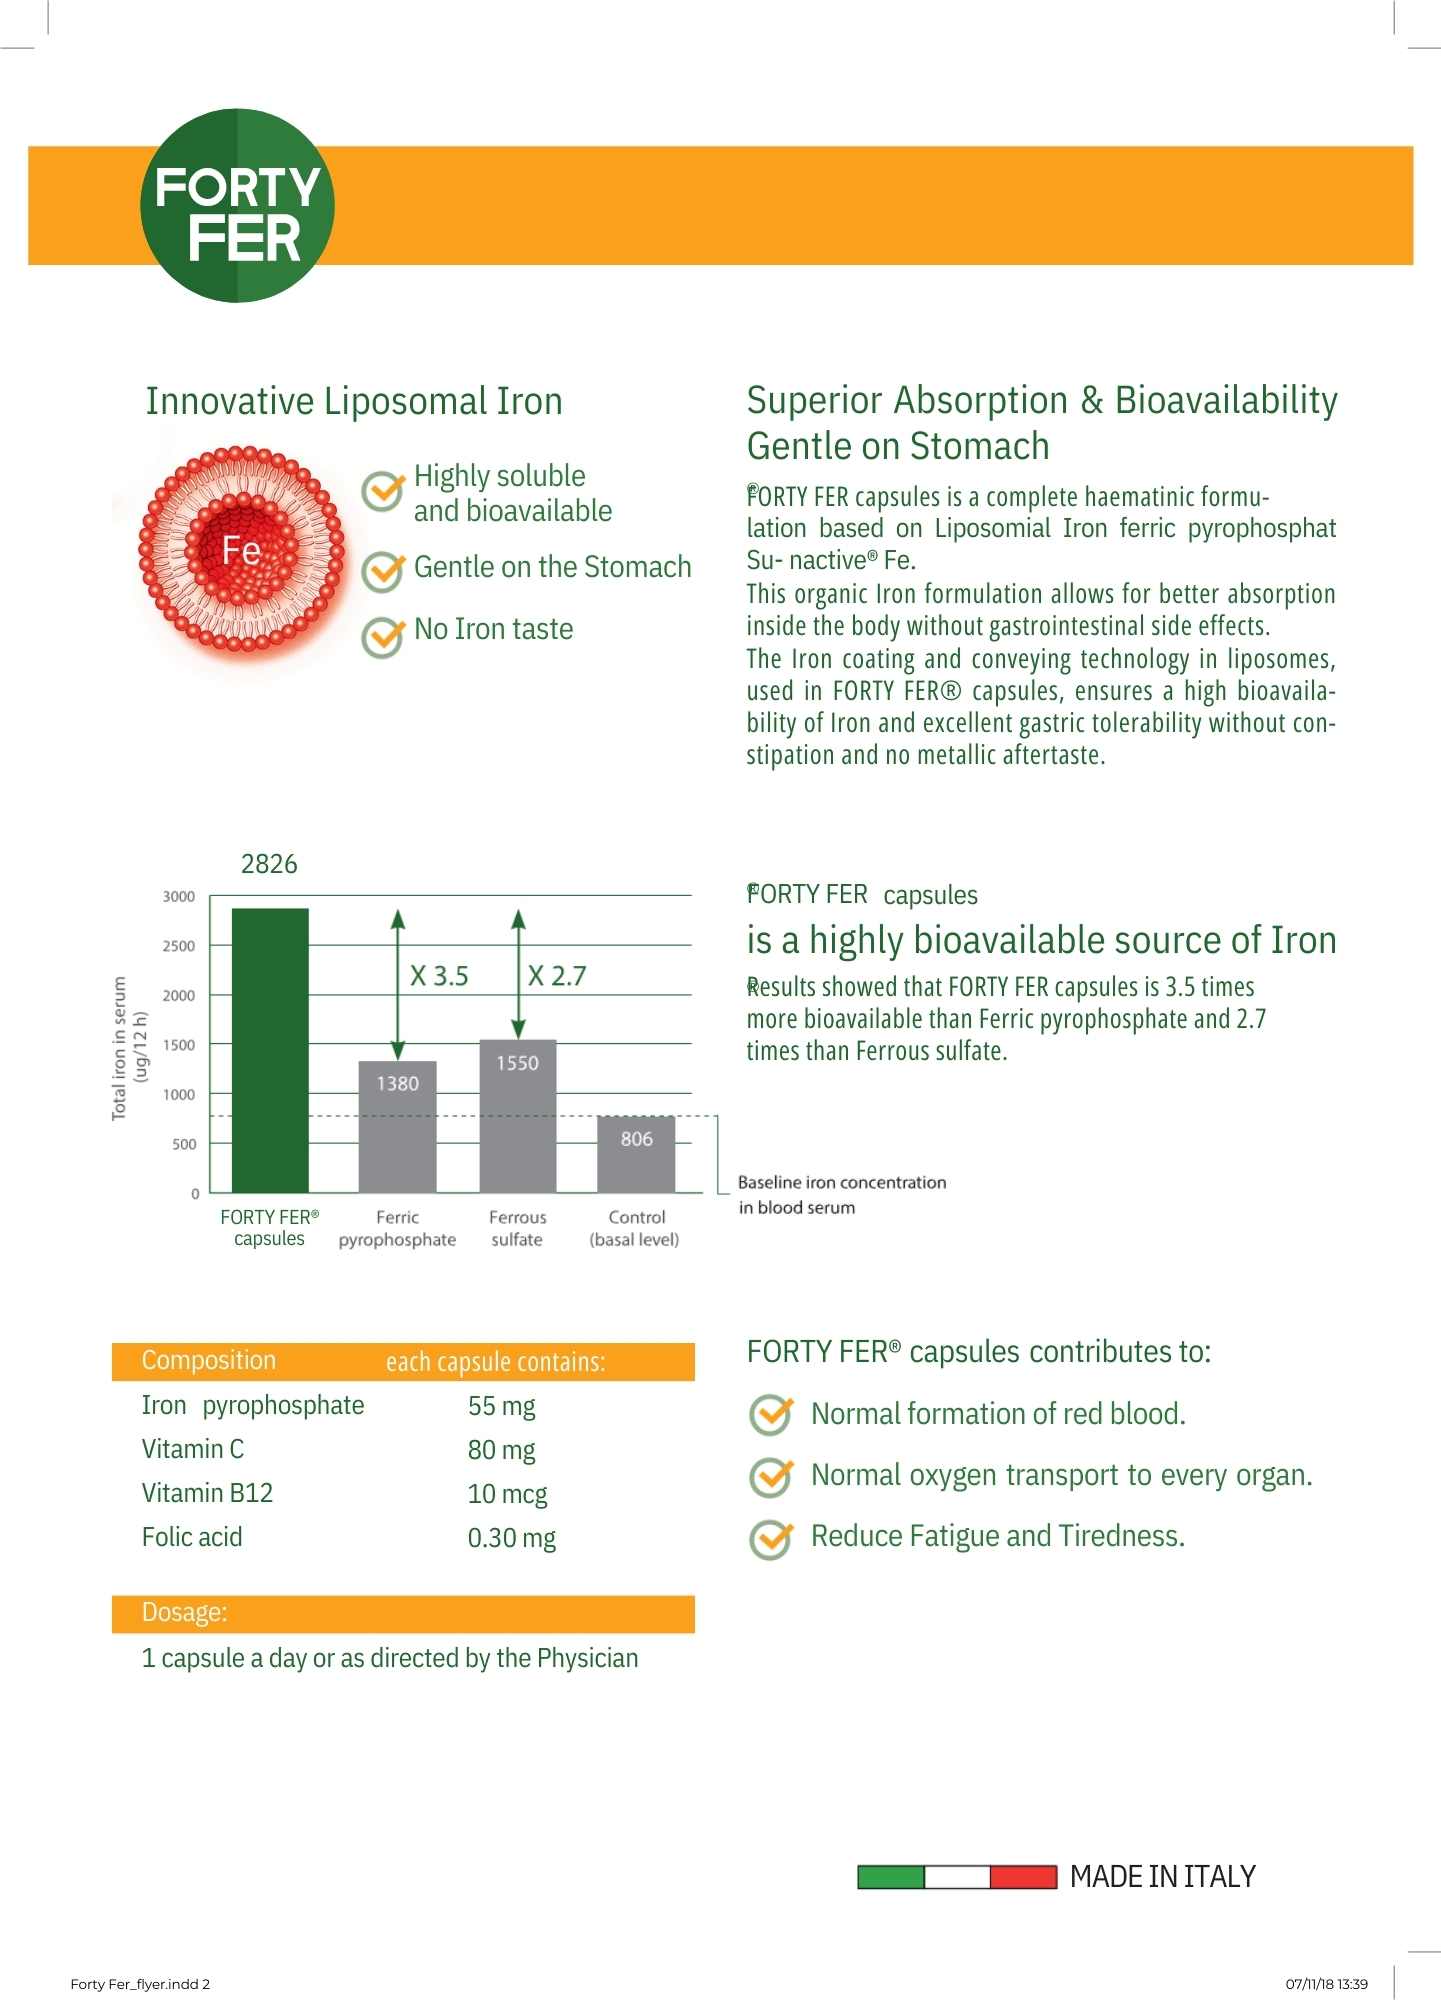 FORTY
FER
Innovative Liposomal Iron
Fe
Highly soluble
and bioavailable
Gentle on the Stomach
No Iron taste
Superior Absorption & Bioavailability
Gentle on Stomach
®FORTY FER capsules is a complete haematinic formu-
lation based on Liposomial Iron ferric pyrophosphat
Su- nactive® Fe.
This organic Iron formulation allows for better absorption
inside the body without gastrointestinal side effects.
The Iron coating and conveying technology in liposomes,
used in FORTY FER® capsules, ensures a high bioavaila-
bility of Iron and excellent gastric tolerability without con-
stipation and no metallic aftertaste.
2826
3000
2500
2000
1500
1000
500
0
Total iron in serum
(ug/12 h)
X 3.5
X 2.7
1380
1550
806
FORTY FER®
capsules
Ferric
pyrophosphate
Ferrous
sulfate
Control
(basal level)
Baseline iron concentration
in blood serum
®FORTY FER capsules
is a highly bioavailable source of Iron
®Results showed that FORTY FER capsules is 3.5 times
more bioavailable than Ferric pyrophosphate and 2.7
times than Ferrous sulfate.
Composition each capsule contains:
Iron pyrophosphate 55 mg
Vitamin C 80 mg
Vitamin B12 10 mcg
Folic acid 0.30 mg
Dosage:
1 capsule a day or as directed by the Physician
FORTY FER® capsules contributes to:
Normal formation of red blood.
Normal oxygen transport to every organ.
Reduce Fatigue and Tiredness.
MADE IN ITALY
Forty Fer_flyer.indd 2
07/11/18 13:39